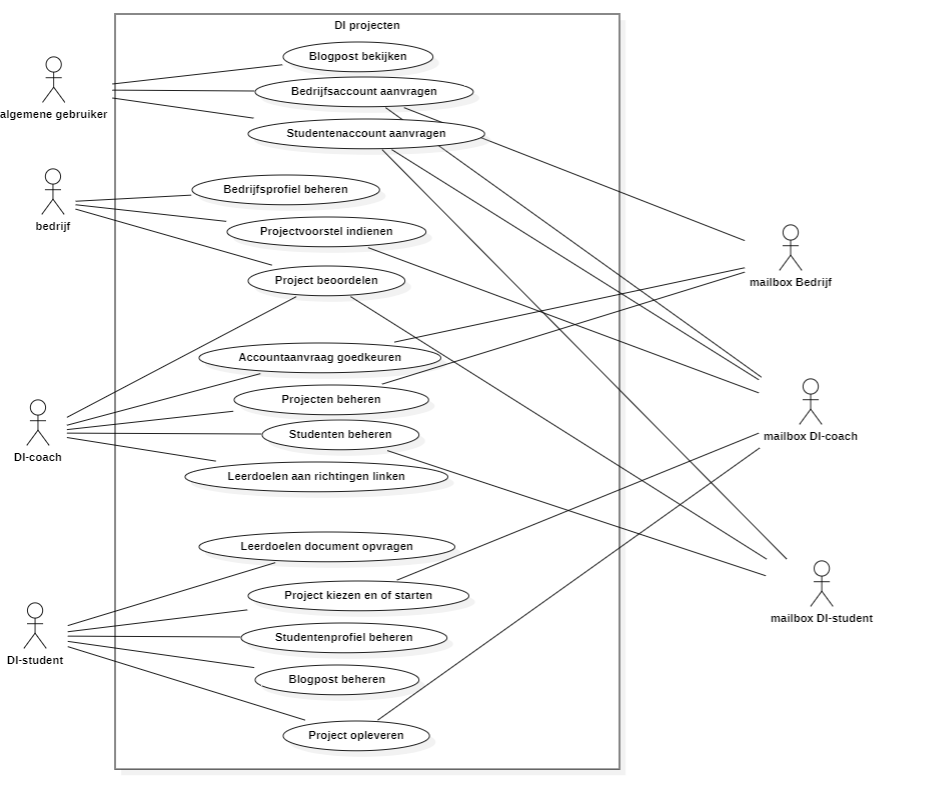 DI projecten
Blogpost bekijken
Bedrijfsaccount aanvragen
algemene gebruiker
Studentenaccount aanvragen
Bedrijfsprofiel beheren
bedrijf
Projectvoorstel indienen
Project beoordelen
mailbox Bedrijf
Accountaanvraag goedkeuren
Projecten beheren
Studenten beheren
mailbox DI-coach
DI-coach
Leerdoelen aan richtingen linken
Leerdoelen document opvragen
Project kiezen en of starten
mailbox DI-student
Studentenprofiel beheren
DI-student
Blogpost beheren
Project opleveren